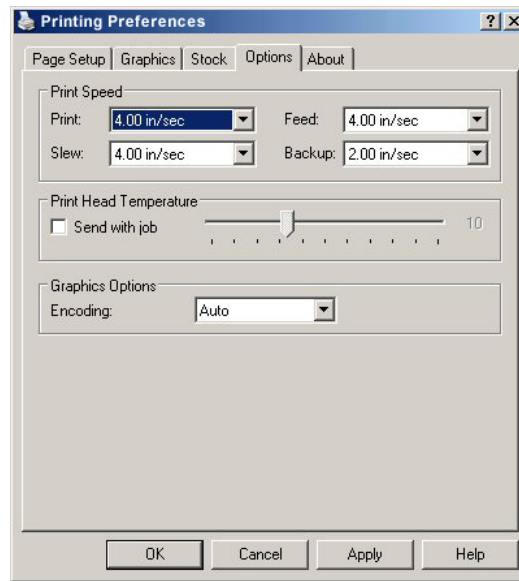 Printing Preferences
Page Setup Graphics Stock Options About
Print Speed
Print: 4.00 in/sec Feed: 4.00 in/sec
Slew: 4.00 in/sec Backup: 2.00 in/sec
Print Head Temperature
Send with job 10
Graphics Options
Encoding: Auto
OK Cancel Apply Help